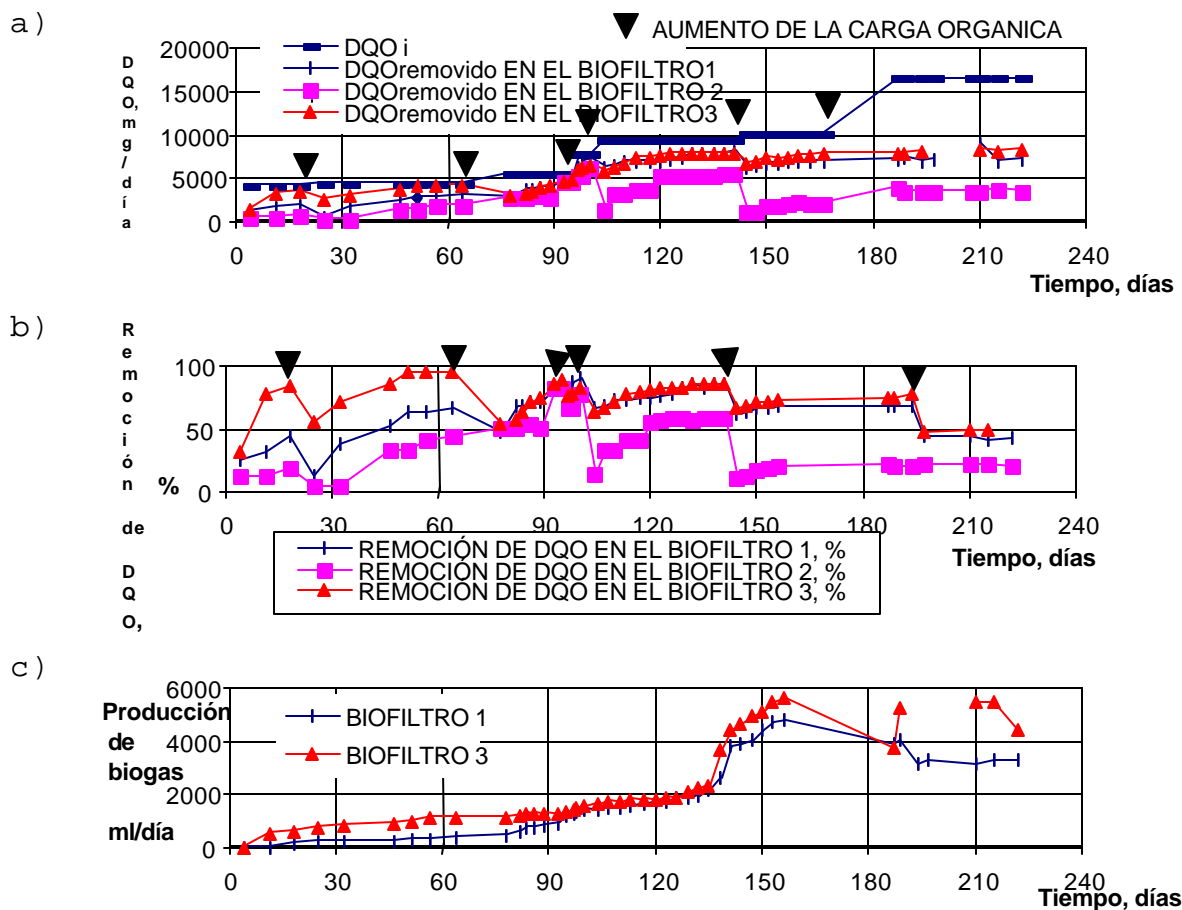 a)
AUMENTO DE LA CARGA ORGANICA
DQO, mg/día
DQO i
DQOremovido EN EL BIOFILTRO1
DQOremovido EN EL BIOFILTRO 2
DQOremovido EN EL BIOFILTRO3
20000
15000
10000
5000
0
0 30 60 90 120 150 180 210 240
Tiempo, días
b)
Remoción de DQO, %
100
50
0
0 30 60 90 120 150 180 210 240
Tiempo, días
REMOCIÓN DE DQO EN EL BIOFILTRO 1, %
REMOCIÓN DE DQO EN EL BIOFILTRO 2, %
REMOCIÓN DE DQO EN EL BIOFILTRO 3, %
c)
Producción
de
biogas
ml/día
6000
4000
2000
0
BIOFILTRO 1
BIOFILTRO 3
0 30 60 90 120 150 180 210 240
Tiempo, días